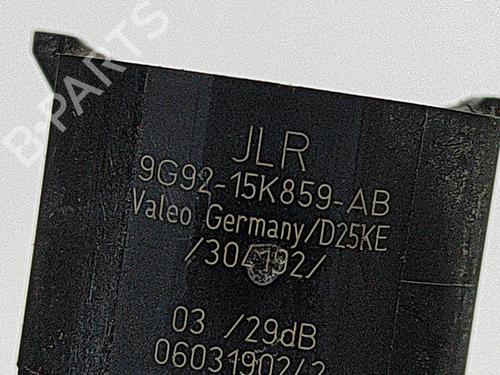 B-PARTS
JLR
9G92-15K859-AB
Valeo Germany/D25KE
/304192/
03 /29dB
06031902/2